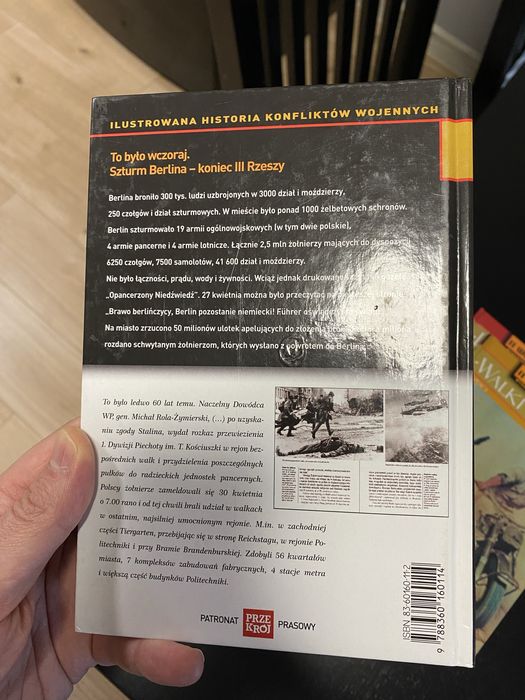 ILUSTROWANA HISTORIA KONFLIKTÓW WOJENNYCH
To było wczoraj.
Szturm Berlina – koniec III Rzeszy
Berlina broniło 300 tys. ludzi uzbrojonych w 3000 dział i moździerzy,
250 czołgów i dział szturmowych. W mieście było ponad 1000 żelbetowych schronów.
Berlin szturmowało 19 armii ogólnowojskowych (w tym dwie polskie),
4 armie pancerne i 4 armie lotnicze. Łącznie 2,5 mln żołnierzy mających do dyspozycji
6250 czołgów, 7500 samolotów, 41 600 dział i moździerzy.
Nie było łączności, prądu, wody i żywności. Wciąż jednak drukowano
„Opancerzony Niedźwiedź". 27 kwietnia można było przeczytać
„Brawo berlińczycy, Berlin pozostanie niemiecki! Führer
Na miasto zrzucono 50 milionów ulotek apelujących do złożenia
rozdano schwytanym żołnierzom, których wysłano z powrotem do Berlina.
To było ledwo 60 lat temu. Naczelny Dowódca
WP, gen. Michał Rola-Żymierski, (...) po uzyska-
niu zgody Stalina, wydał rozkaz przewiezienia
1. Dywizji Piechoty im. T. Kościuszki w rejon bez-
pośrednich walk i przydzielenia poszczególnych
pułków do radzieckich jednostek pancernych.
Polscy żołnierze zameldowali się 30 kwietnia
o 7.00 rano i od tej chwili brali udział w walkach
w ostatnim, najsilniej umocnionym rejonie. M.in. w zachodniej
części Tiergarten, przebijając się w stronę Reichstagu, w rejonie Po-
litechniki i przy Bramie Brandenburskiej. Zdobyli 56 kwartałów
miasta, 7 kompleksów zabudowań fabrycznych, 4 stacje metra
i większą część budynków Politechniki.
PATRONAT PRZEKRÓJ PRASOWY
ISBN 83-60160-11-2
9 788360 160114
WALKI